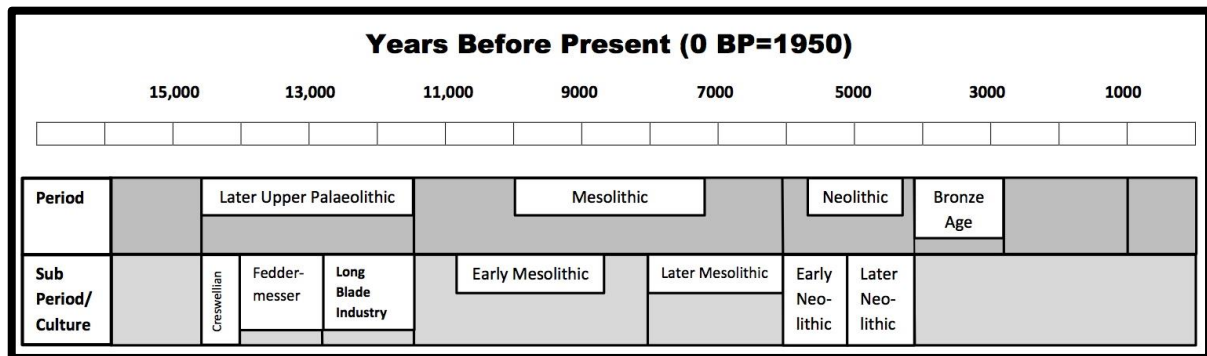 Years Before Present (0 BP=1950)
15,000 13,000 11,000 9000 7000 5000 3000 1000
Period
Later Upper Palaeolithic
Mesolithic
Neolithic
Bronze
Age
Sub
Period/
Culture
Creswellian
Fedder-
messer
Long
Blade
Industry
Early Mesolithic
Later Mesolithic
Early
Neo-
lithic
Later
Neo-
lithic